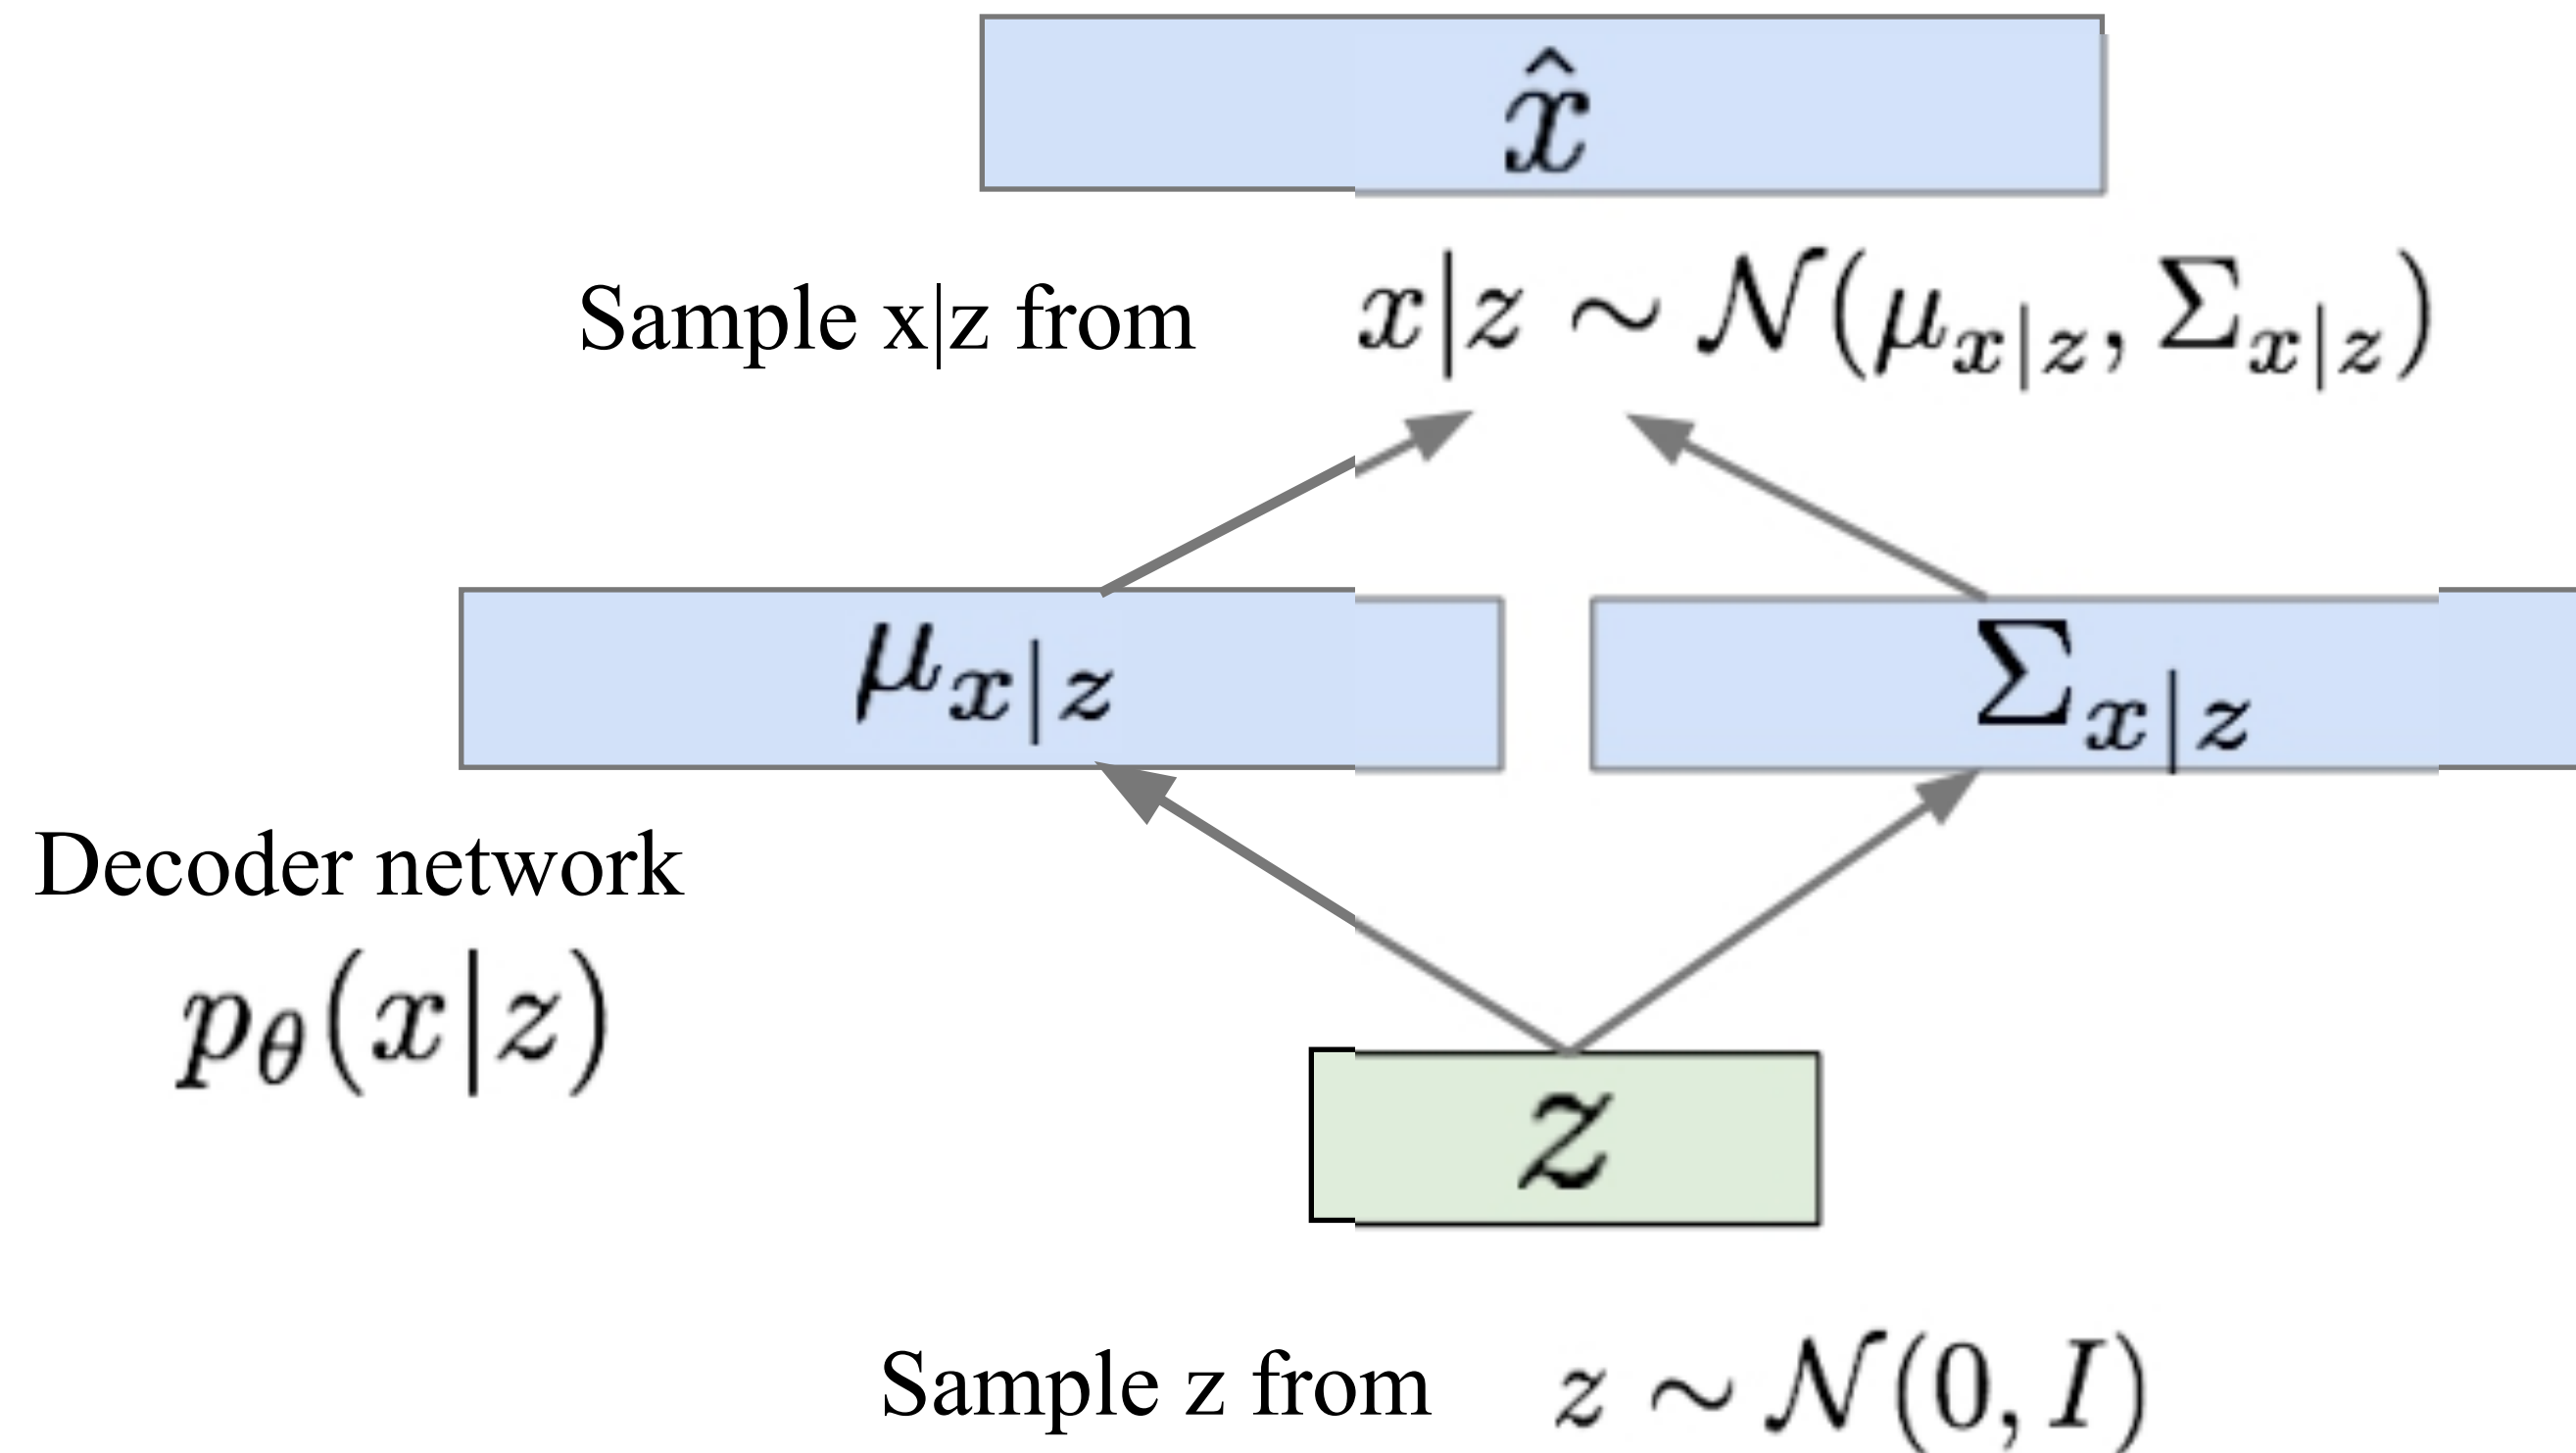 x̂
Sample x|z from x|z ∼ 𝒩(μ_{x|z}, Σ_{x|z})
μ_{x|z} Σ_{x|z}
Decoder network
p_θ(x|z)
z
Sample z from z ∼ 𝒩(0, I)